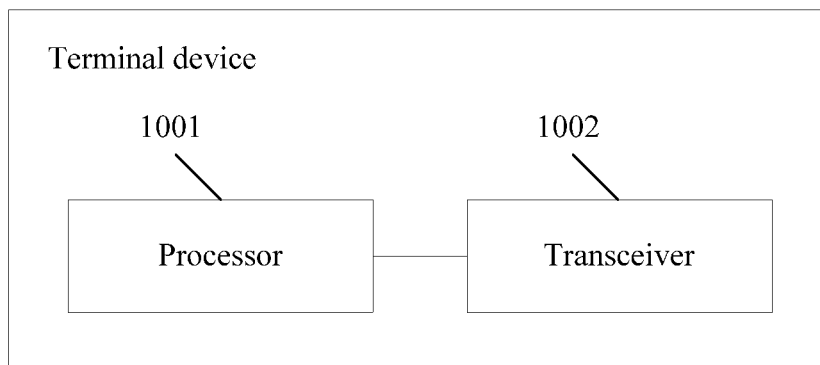 Terminal device
1001
1002
Processor
Transceiver